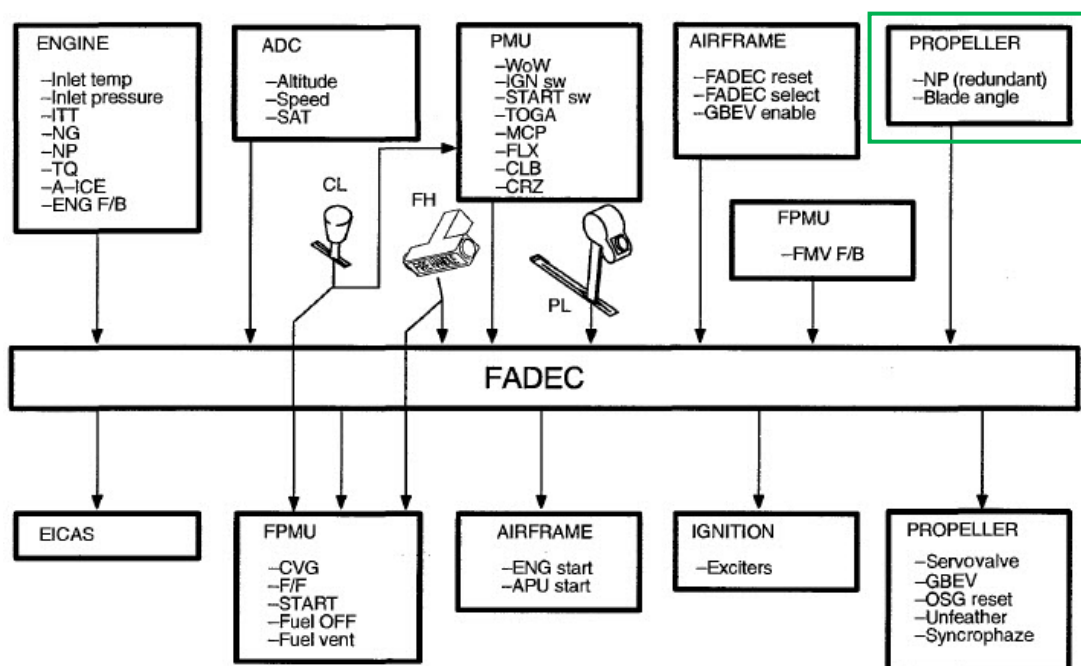 ENGINE
–Inlet temp
–Inlet pressure
–ITT
–NG
–NP
–TQ
–A–ICE
–ENG F/B
ADC
–Altitude
–Speed
–SAT
PMU
–WoW
–IGN sw
–START sw
–TOGA
–MCP
–FLX
–CLB
–CRZ
AIRFRAME
–FADEC reset
–FADEC select
–GBEV enable
PROPELLER
–NP (redundant)
–Blade angle
CL
FH
PL
FPMU
–FMV F/B
FADEC
EICAS
FPMU
–CVG
–F/F
–START
–Fuel OFF
–Fuel vent
AIRFRAME
–ENG start
–APU start
IGNITION
–Exciters
PROPELLER
–Servovalve
–GBEV
–OSG reset
–Unfeather
–Syncrophaze